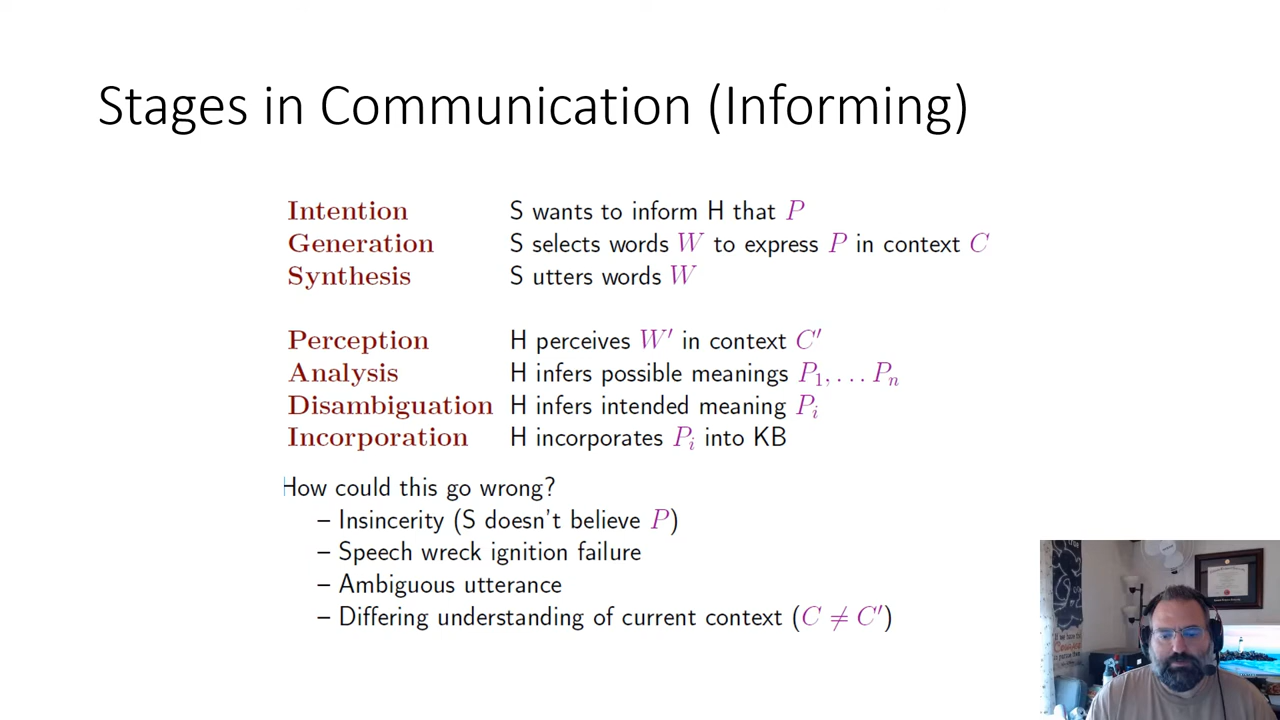 Stages in Communication (Informing)
Intention S wants to inform H that P
Generation S selects words W to express P in context C
Synthesis S utters words W
Perception H perceives W′ in context C′
Analysis H infers possible meanings P₁, . . . Pₙ
Disambiguation H infers intended meaning Pᵢ
Incorporation H incorporates Pᵢ into KB
How could this go wrong?
– Insincerity (S doesn't believe P)
– Speech wreck ignition failure
– Ambiguous utterance
– Differing understanding of current context (C ≠ C′)